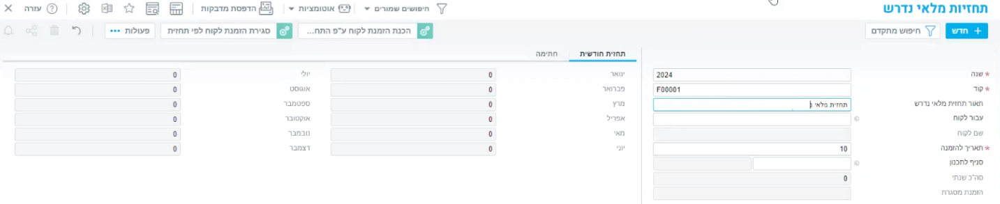 תחזיות מלאי נדרש
חיפושים שמורים
אוטומציות
הדפסת מדבקות
עזרה
+ חדש
חיפוש מתקדם
הכנת הזמנת לקוח ע"פ התח...
סגירת הזמנת לקוח לפי תחזית
פעולות •••
* שנה 2024
* קוד F00001
תאור תחזית מלאי נדרש תחזית מלאי נ
עבור לקוח
שם לקוח
* תאריך להזמנה 10
סניף לתכנון
סה"כ שנתי 0
הזמנת מסגרת
תחזית חודשית חתימה
ינואר 0 יולי 0
פברואר 0 אוגוסט 0
מרץ 0 ספטמבר 0
אפריל 0 אוקטובר 0
מאי 0 נובמבר 0
יוני 0 דצמבר 0